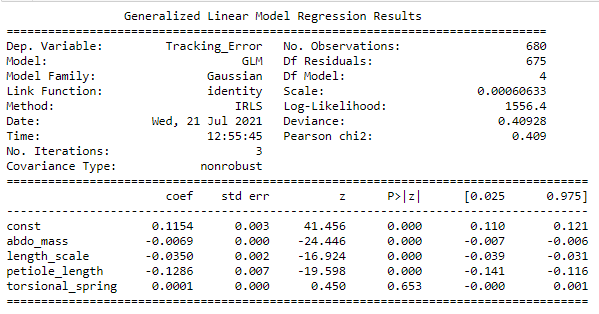 Generalized Linear Model Regression Results
==============================================================================
Dep. Variable: Tracking_Error No. Observations: 680
Model: GLM Df Residuals: 675
Model Family: Gaussian Df Model: 4
Link Function: identity Scale: 0.00060633
Method: IRLS Log-Likelihood: 1556.4
Date: Wed, 21 Jul 2021 Deviance: 0.40928
Time: 12:55:45 Pearson chi2: 0.409
No. Iterations: 3
Covariance Type: nonrobust
====================================================================================
coef std err z P>|z| [0.025 0.975]
------------------------------------------------------------------------------------
const 0.1154 0.003 41.456 0.000 0.110 0.121
abdo_mass -0.0069 0.000 -24.446 0.000 -0.007 -0.006
length_scale -0.0350 0.002 -16.924 0.000 -0.039 -0.031
petiole_length -0.1286 0.007 -19.598 0.000 -0.141 -0.116
torsional_spring 0.0001 0.000 0.450 0.653 -0.000 0.001
====================================================================================